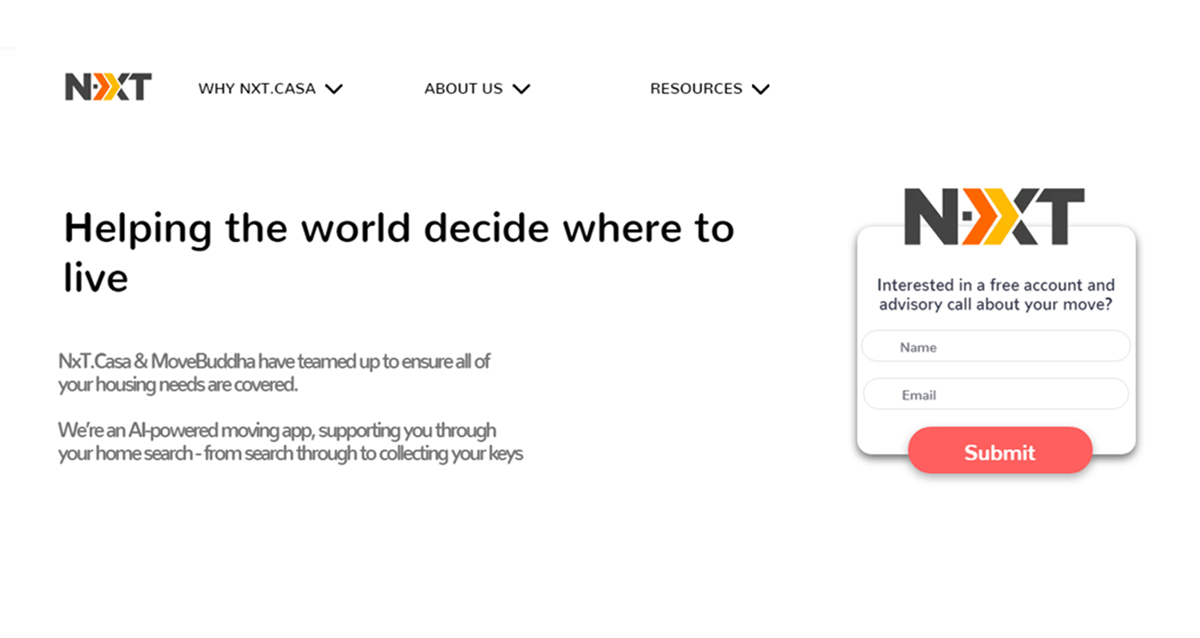 NXT
WHY NXT.CASA
ABOUT US
RESOURCES
Helping the world decide where to
live
NxT.Casa & MoveBuddha have teamed up to ensure all of
your housing needs are covered.
We're an AI-powered moving app, supporting you through
your home search - from search through to collecting your keys
NXT
Interested in a free account and
advisory call about your move?
Name
Email
Submit